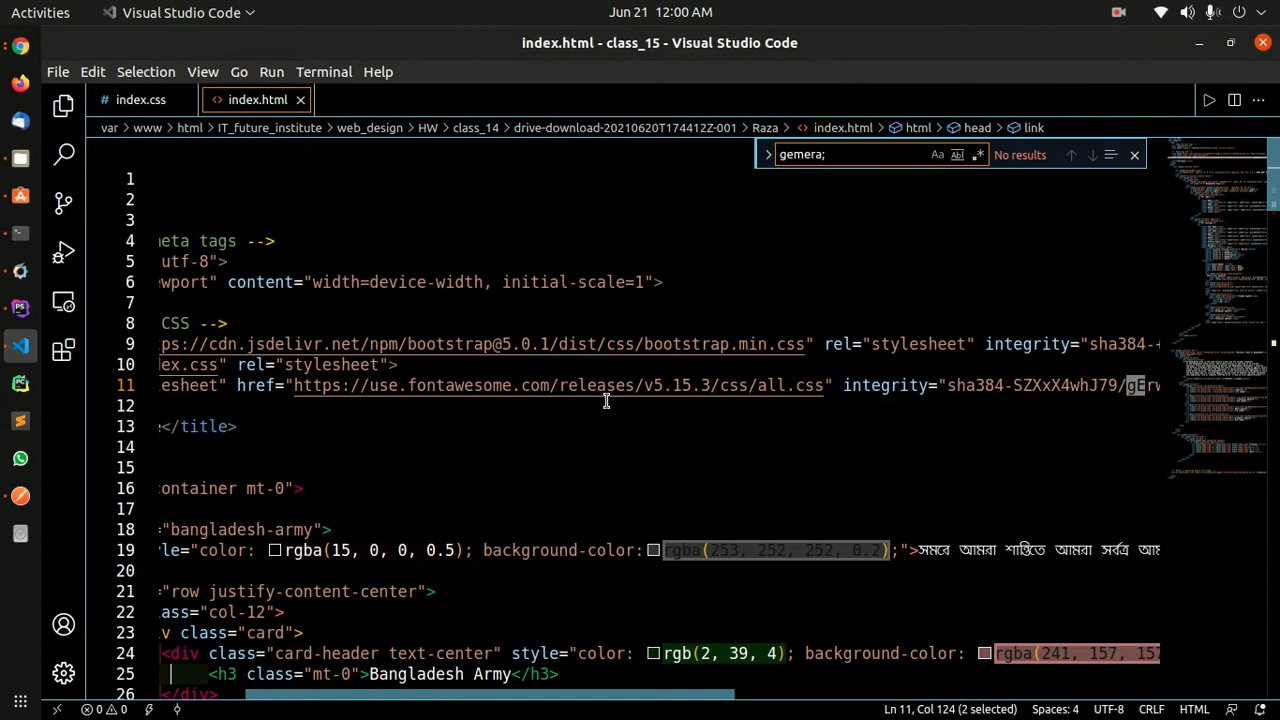 Activities Visual Studio Code Jun 21 12:00 AM
index.html - class_15 - Visual Studio Code
File Edit Selection View Go Run Terminal Help
# index.css <> index.html
var > www > html > IT_future_institute > web_design > HW > class_14 > drive-download-20210620T174412Z-001 > Raza > <> index.html > html > head > link
gemera; Aa Abl .* No results
1
2
3
4 meta tags -->
5 utf-8">
6 ewport" content="width=device-width, initial-scale=1">
7
8 CSS -->
9 ps://cdn.jsdelivr.net/npm/bootstrap@5.0.1/dist/css/bootstrap.min.css" rel="stylesheet" integrity="sha384-+
10 dex.css" rel="stylesheet">
11 lesheet" href="https://use.fontawesome.com/releases/v5.15.3/css/all.css" integrity="sha384-SZXxX4whJ79/gErw
12
13 </title>
14
15
16 container mt-0">
17
18 ="bangladesh-army">
19 yle="color: rgba(15, 0, 0, 0.5); background-color: rgba(253, 252, 252, 0.2);">সমরে আমরা শান্তিতে আমরা সর্বত্র আম
20
21 ="row justify-content-center">
22 ass="col-12">
23 v class="card">
24 <div class="card-header text-center" style="color: rgb(2, 39, 4); background-color: rgba(241, 157, 157
25 <h3 class="mt-0">Bangladesh Army</h3>
26 </div>
0 0 Ln 11, Col 124 (2 selected) Spaces: 4 UTF-8 CRLF HTML